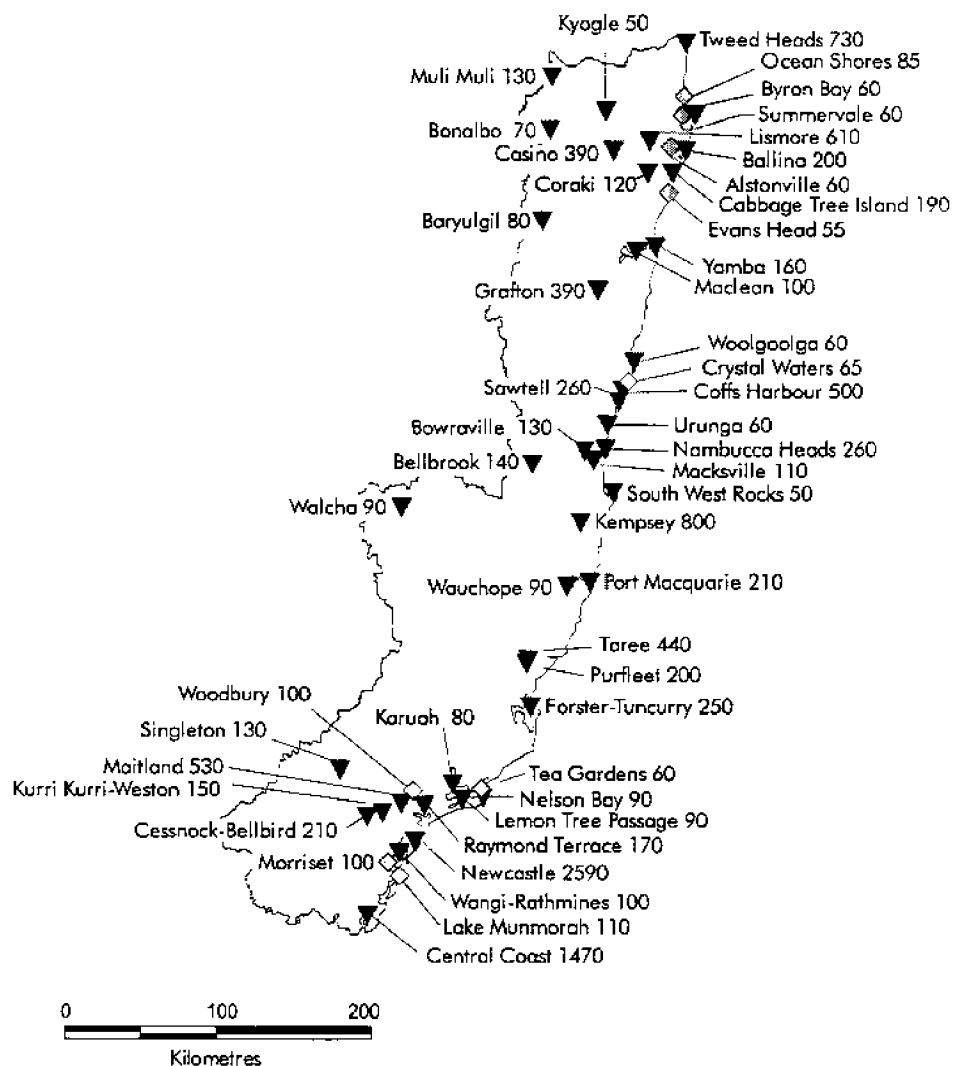 Kyogle 50
Tweed Heads 730
Ocean Shores 85
Muli Muli 130
Byron Bay 60
Summervale 60
Bonalbo 70
Lismore 610
Casino 390
Ballina 200
Coraki 120
Alstonville 60
Cabbage Tree Island 190
Baryulgil 80
Evans Head 55
Yamba 160
Maclean 100
Grafton 390
Woolgoolga 60
Crystal Waters 65
Sawtell 260
Coffs Harbour 500
Urunga 60
Bowraville 130
Nambucca Heads 260
Bellbrook 140
Macksville 110
South West Rocks 50
Walcha 90
Kempsey 800
Wauchope 90
Port Macquarie 210
Taree 440
Purfleet 200
Woodbury 100
Karuah 80
Forster-Tuncurry 250
Singleton 130
Maitland 530
Tea Gardens 60
Kurri Kurri-Weston 150
Nelson Bay 90
Lemon Tree Passage 90
Cessnock-Bellbird 210
Raymond Terrace 170
Morriset 100
Newcastle 2590
Wangi-Rathmines 100
Lake Munmorah 110
Central Coast 1470
0 100 200
Kilometres